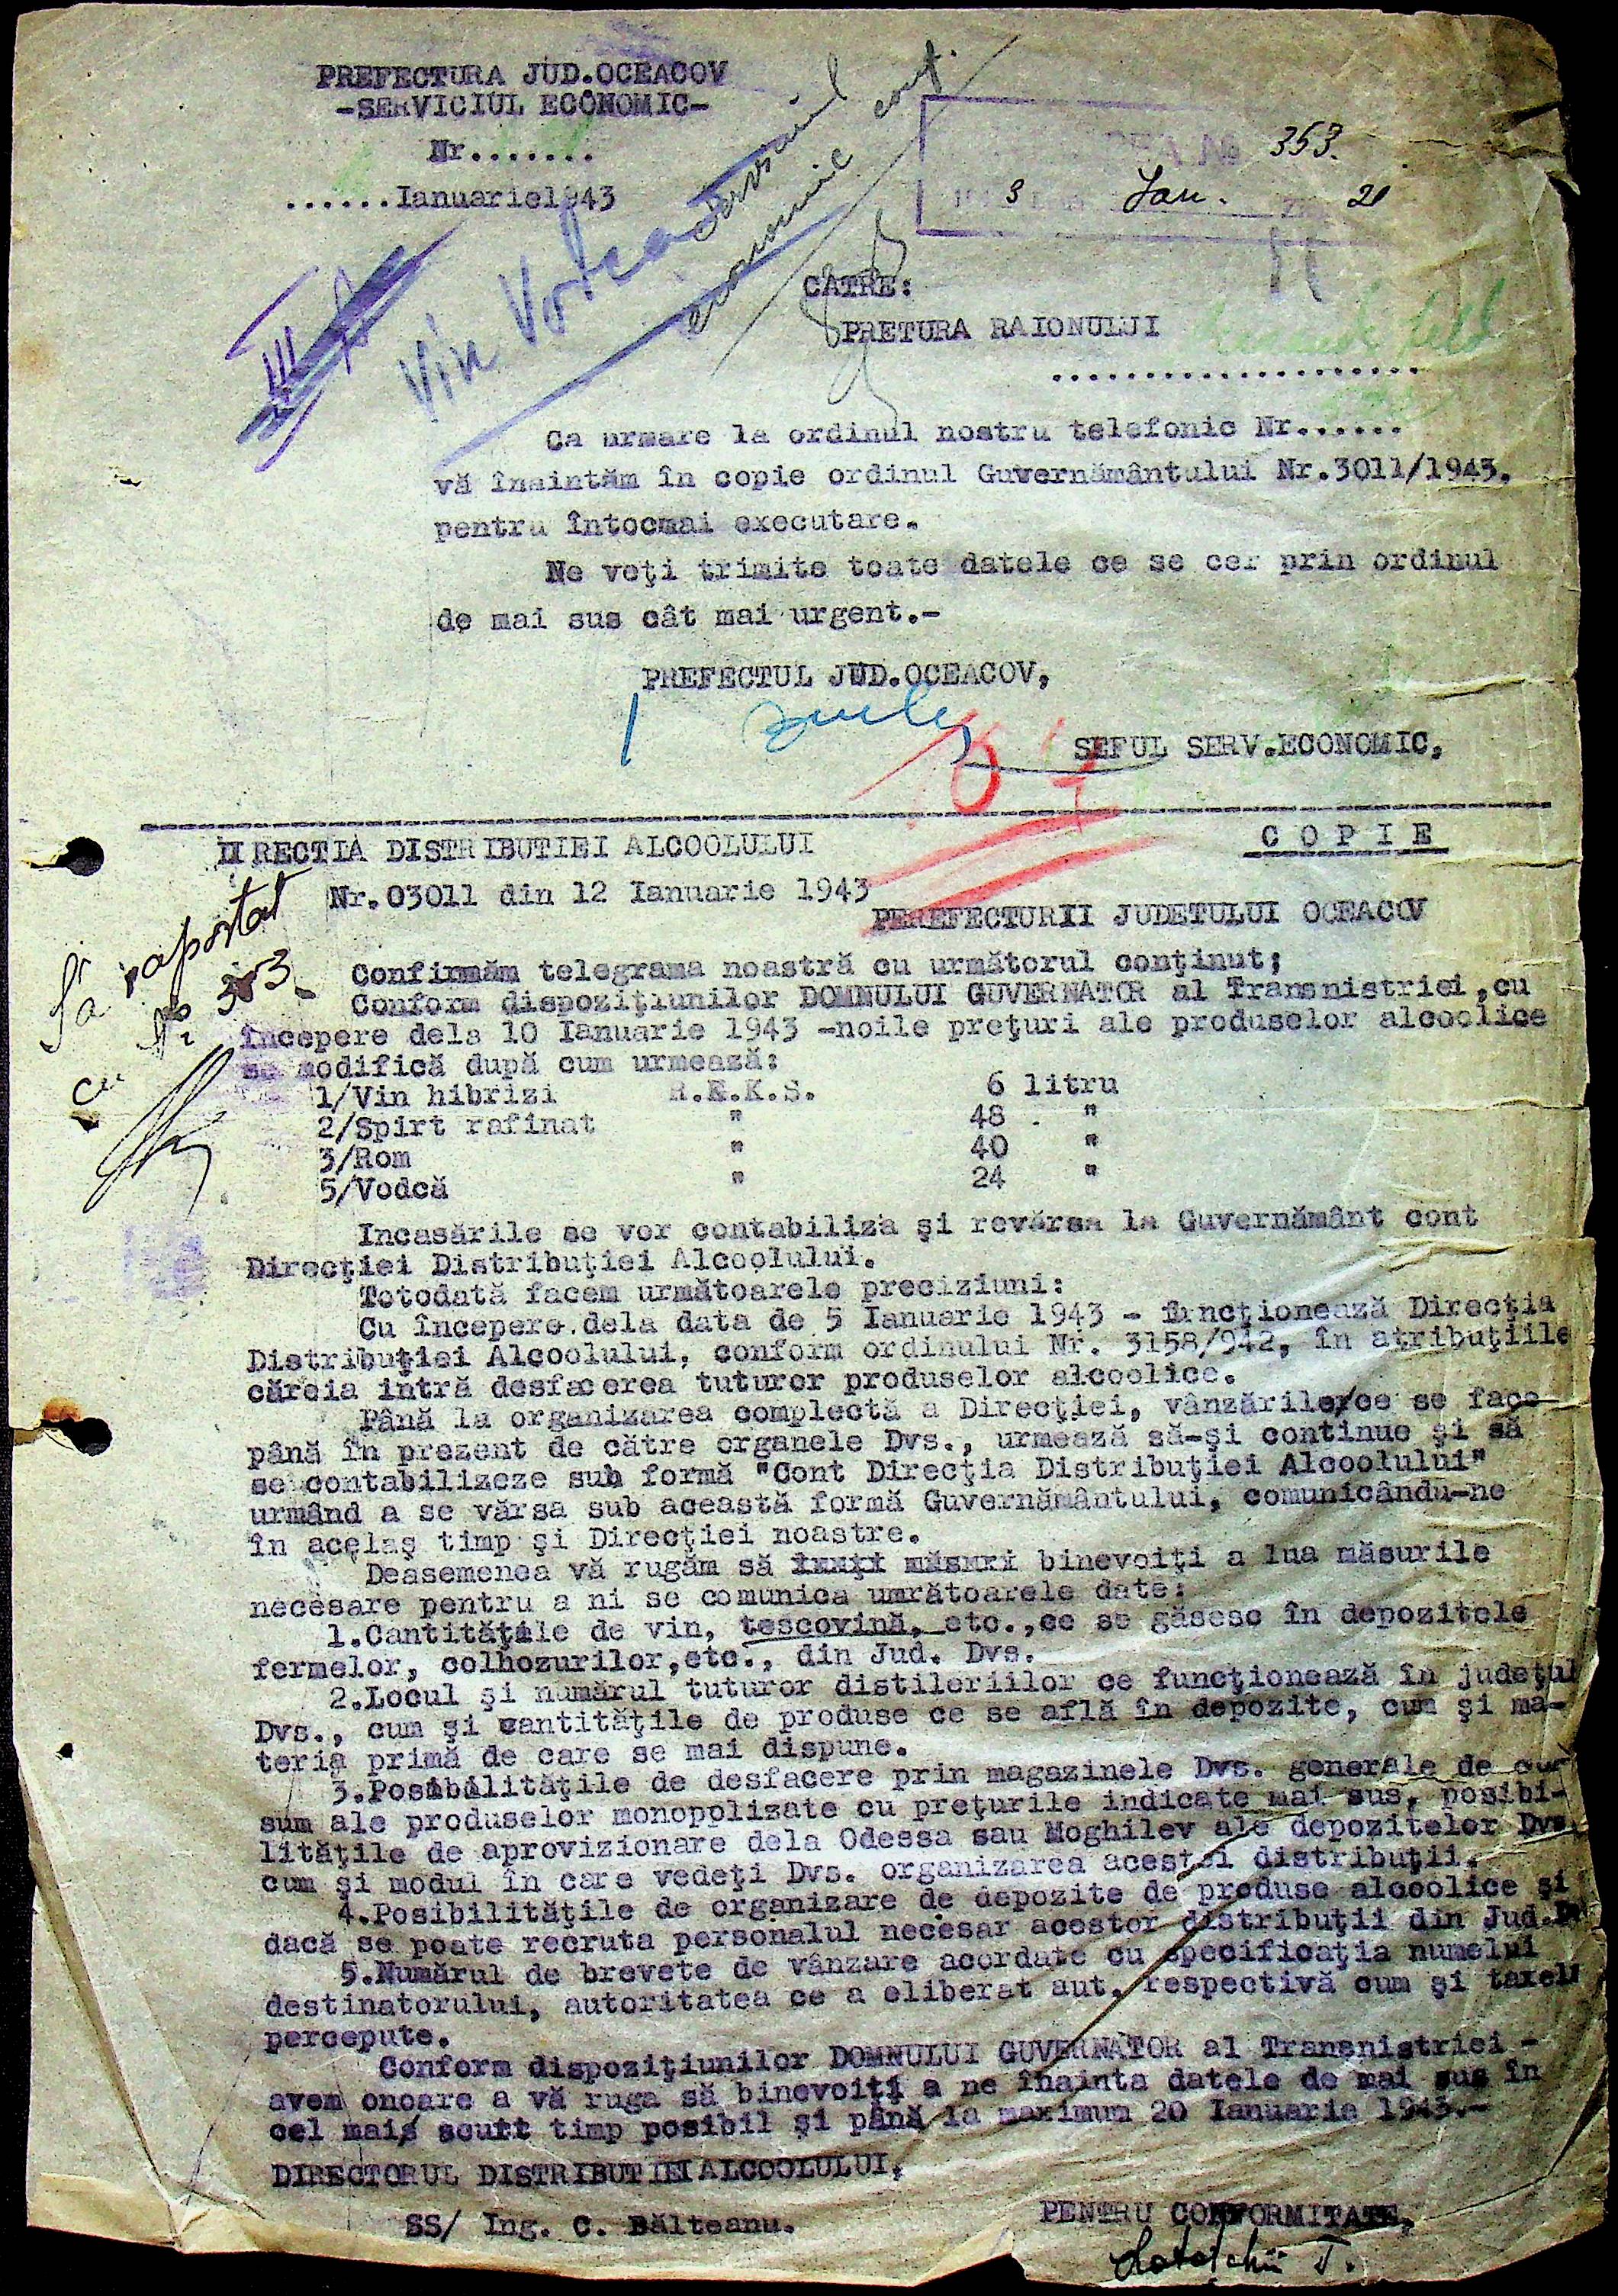 PREFECTURA JUD.OCEACOV
-SERVICIUL ECONOMIC-
Nr.......
......Ianuarie1943
353.
3 Ian. 21
Vin Votca
Serviciul
economic
cont.
CATRE:
PRETURA RAIONULUI
.....................
Ca urmare la ordinul nostru telefonic Nr......
vă înaintăm în copie ordinul Guvernământului Nr.3011/1943.
pentru întocmai executare.
Ne veţi trimite toate datele ce se cer prin ordinul
de mai sus cât mai urgent.-
PREFECTUL JUD.OCEACOV,
SEFUL SERV.ECONOMIC,
DIRECTIA DISTRIBUTIEI ALCOOLULUI
C O P I E
Nr.03011 din 12 Ianuarie 1943
PEREFECTURII JUDETULUI OCEACOV
S'a raportat
cu Nr 353-
Confirmăm telegrama noastră cu următorul conţinut;
Conform dispoziţiunilor DOMNULUI GUVERNATOR al Transnistriei,cu
începere dela 10 Ianuarie 1943 -noile preţuri ale produselor alcoolice
se modifică după cum urmează:
1/Vin hibrizi R.E.K.S. 6 litru
2/Spirt rafinat " 48 "
3/Rom " 40 "
5/Vodcă " 24 "
Incasările se vor contabiliza şi revărsa la Guvernământ cont
Direcţiei Distribuţiei Alcoolului.
Totodată facem următoarele preciziuni:
Cu începere dela data de 5 Ianuarie 1943 - funcţionează Direcţia
Distribuţiei Alcoolului, conform ordinului Nr. 3158/942, în atribuţiile
căreia intră desfacerea tuturor produselor alcoolice.
Până la organizarea complectă a Direcţiei, vânzările ce se face
până în prezent de către organele Dvs., urmează să-şi continue şi să
se contabilizeze sub formă "Cont Direcţia Distribuţiei Alcoolului"
urmând a se vărsa sub această formă Guvernământului, comunicându-ne
în acelaş timp şi Direcţiei noastre.
Deasemenea vă rugăm să luaţi măsuri binevoiţi a lua măsurile
necesare pentru a ni se comunica umrătoarele date:
1.Cantităţile de vin, tescovină, etc.,ce se găsesc în depozitele
fermelor, colhozurilor,etc., din Jud. Dvs.
2.Locul şi numărul tuturor distileriilor ce funcţionează în judeţul
Dvs., cum şi cantităţile de produse ce se află în depozite, cum şi ma-
teria primă de care se mai dispune.
3.Posibilităţile de desfacere prin magazinele Dvs. generale de con
sum ale produselor monopolizate cu preţurile indicate mai sus, posibi-
lităţile de aprovizionare dela Odessa sau Moghilev ale depozitelor Dvs
cum şi modul în care vedeţi Dvs. organizarea acestei distribuţii.
4.Posibilităţile de organizare de depozite de produse alcoolice şi
dacă se poate recruta personalul necesar acestor distribuţii din Jud.
5.Numărul de brevete de vânzare acordate cu specificaţia numelui
destinatorului, autoritatea ce a eliberat aut. respectivă cum şi taxele
percepute.
Conform dispoziţiunilor DOMNULUI GUVERNATOR al Transnistriei -
avem onoare a vă ruga să binevoiţi a ne înainta datele de mai sus în
cel mai scurt timp posibil şi până la maximum 20 Ianuarie 1943.-
DIRECTORUL DISTRIBUTIEI ALCOOLULUI,
SS/ Ing. C. Bălteanu.
PENTRU CONFORMITATE,